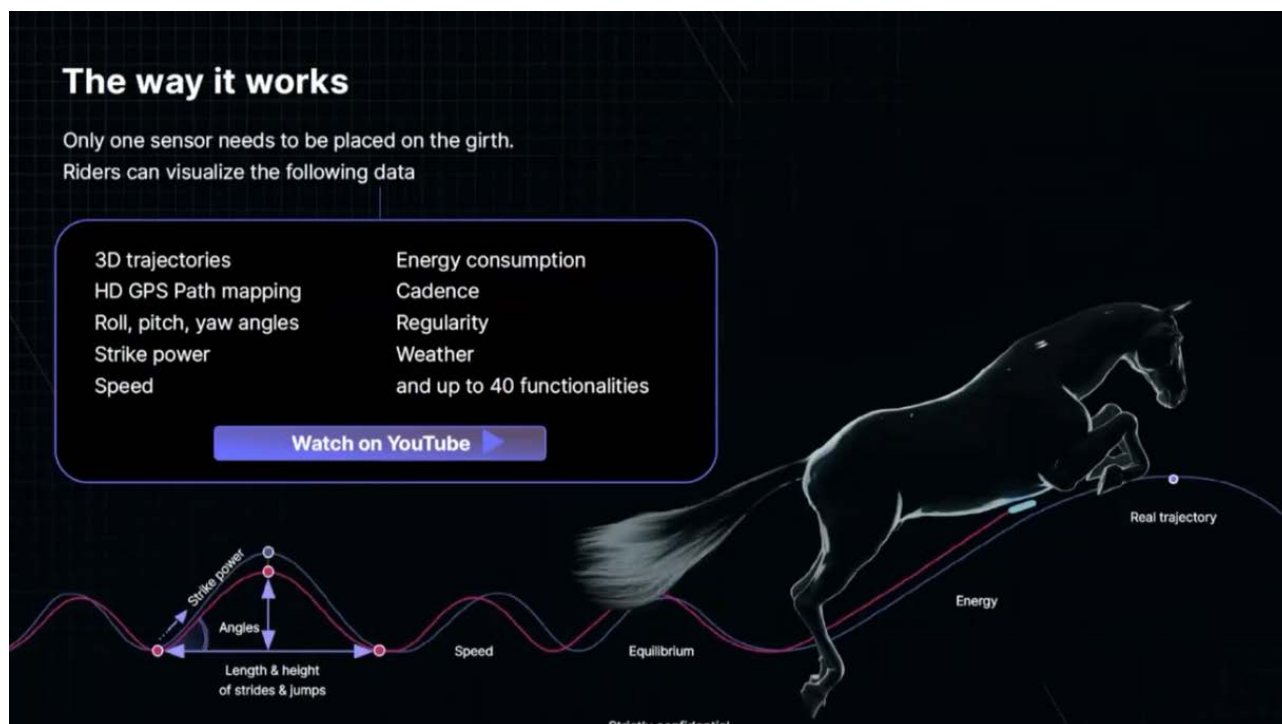 The way it works
Only one sensor needs to be placed on the girth.
Riders can visualize the following data
3D trajectories
HD GPS Path mapping
Roll, pitch, yaw angles
Strike power
Speed
Energy consumption
Cadence
Regularity
Weather
and up to 40 functionalities
Watch on YouTube
Real trajectory
Strike power
Angles
Energy
Speed
Equilibrium
Length & height
of strides & jumps
Strictly confidential